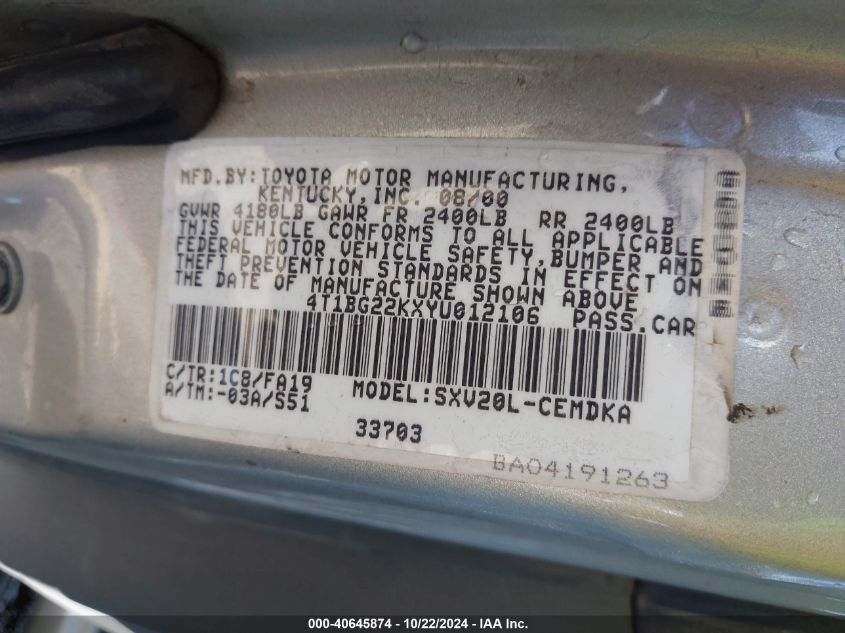 MFD.BY:TOYOTA MOTOR MANUFACTURING,
KENTUCKY,INC. 08/00
GVWR 4180LB GAWR FR 2400LB RR 2400LB
THIS VEHICLE CONFORMS TO ALL APPLICABLE
FEDERAL MOTOR VEHICLE SAFETY,BUMPER AND
THEFT PREVENTION STANDARDS IN EFFECT ON
THE DATE OF MANUFACTURE SHOWN ABOVE
4T1BG22KXYU012106 PASS.CAR
C/TR:1C8/FA19 MODEL:SXV20L-CEMDKA
A/TM:-03A/S51
33703
BA04191263
000-40645874 - 10/22/2024 - IAA Inc.